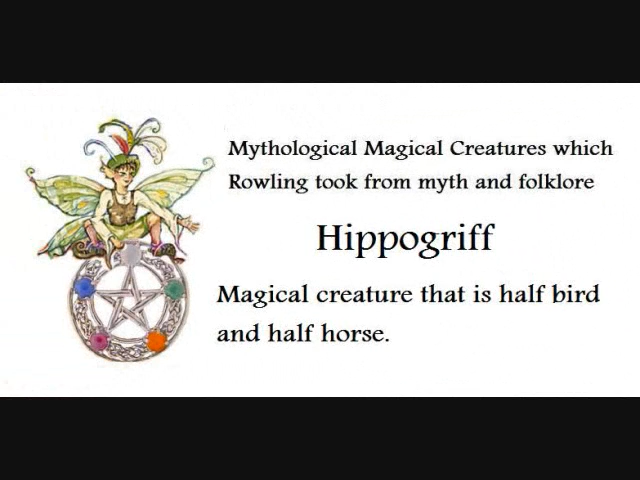 Mythological Magical Creatures which
Rowling took from myth and folklore
Hippogriff
Magical creature that is half bird
and half horse.